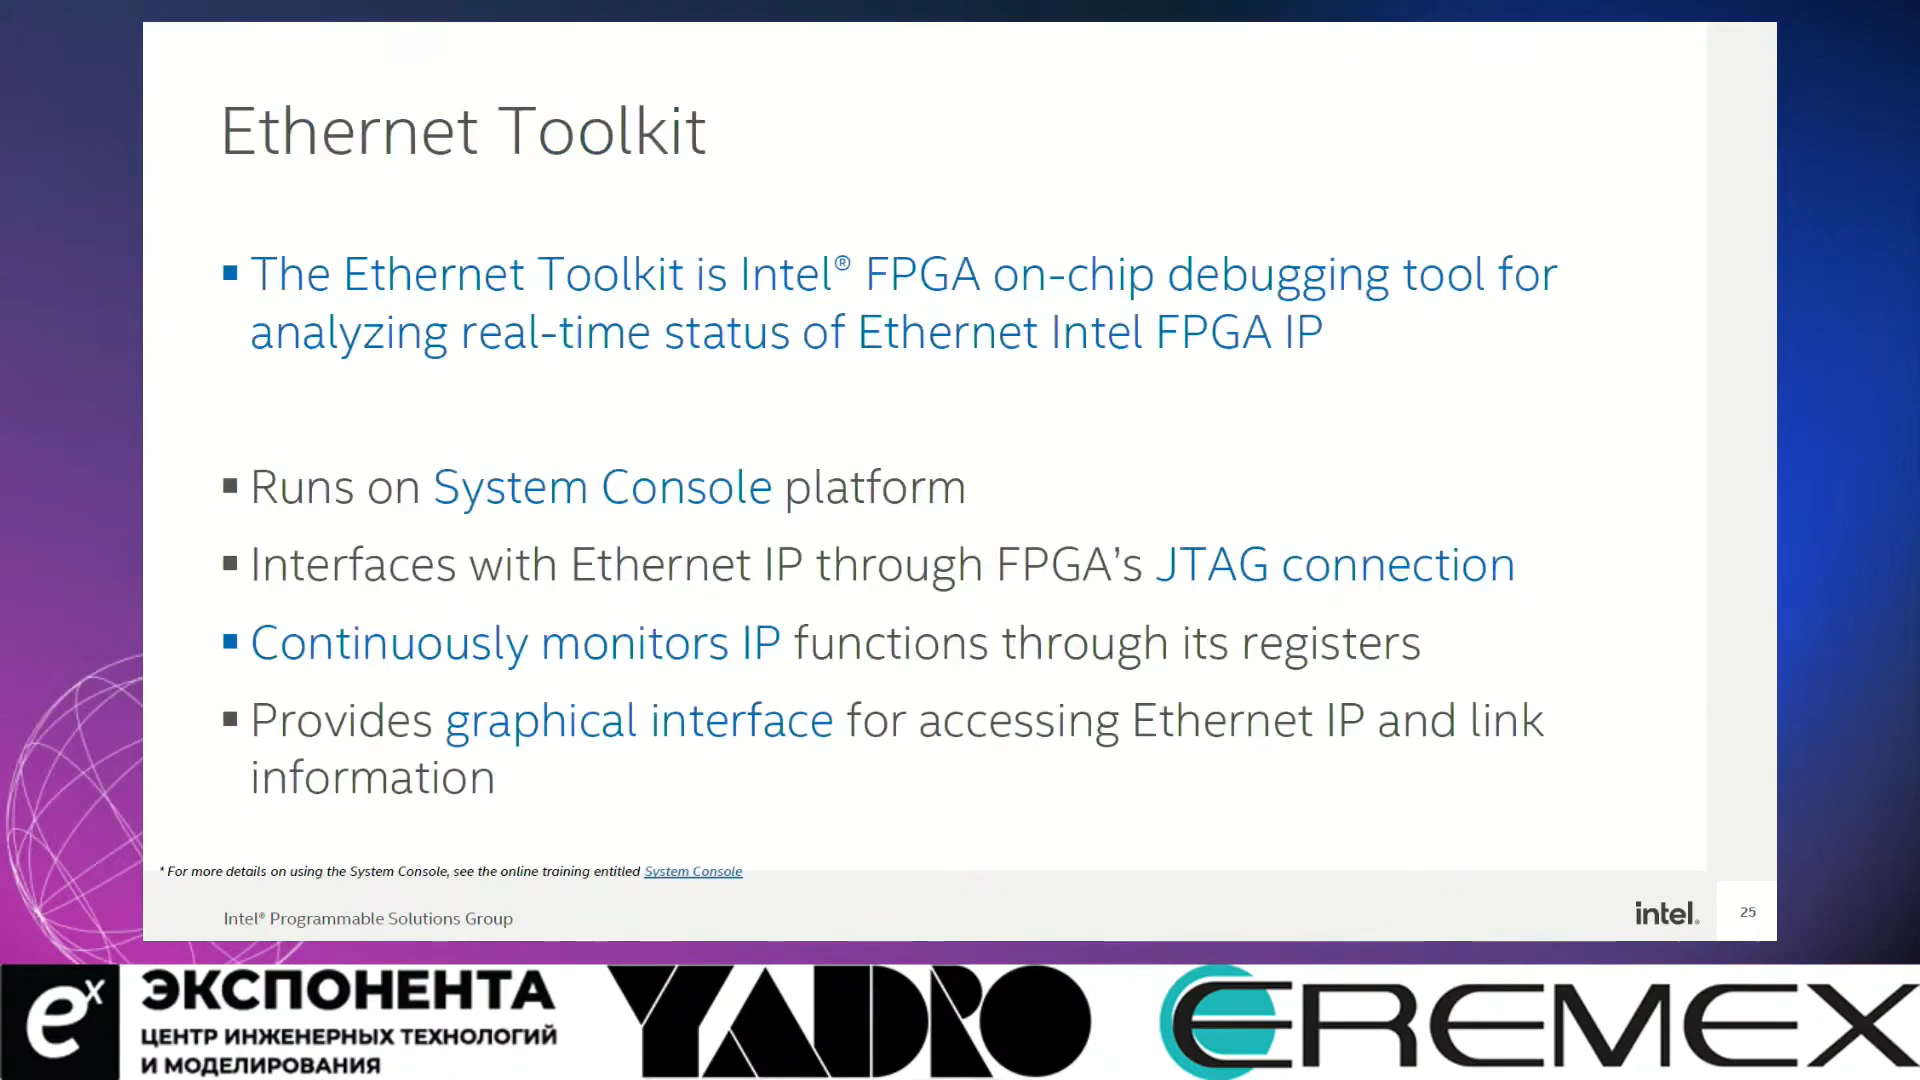 Ethernet Toolkit
▪ The Ethernet Toolkit is Intel® FPGA on-chip debugging tool for
analyzing real-time status of Ethernet Intel FPGA IP
▪ Runs on System Console platform
▪ Interfaces with Ethernet IP through FPGA’s JTAG connection
▪ Continuously monitors IP functions through its registers
▪ Provides graphical interface for accessing Ethernet IP and link
information
* For more details on using the System Console, see the online training entitled System Console
Intel® Programmable Solutions Group
intel.
25
ex
ЭКСПОНЕНТА
ЦЕНТР ИНЖЕНЕРНЫХ ТЕХНОЛОГИЙ
И МОДЕЛИРОВАНИЯ
YADRO
EREMEX